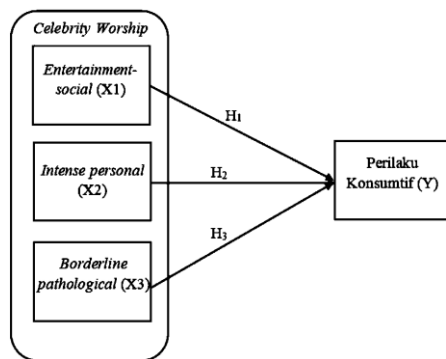 Celebrity Worship
Entertainment-
social (X1)
H1
Intense personal
(X2)
H2
Perilaku
Konsumtif (Y)
Borderline
pathological (X3)
H3